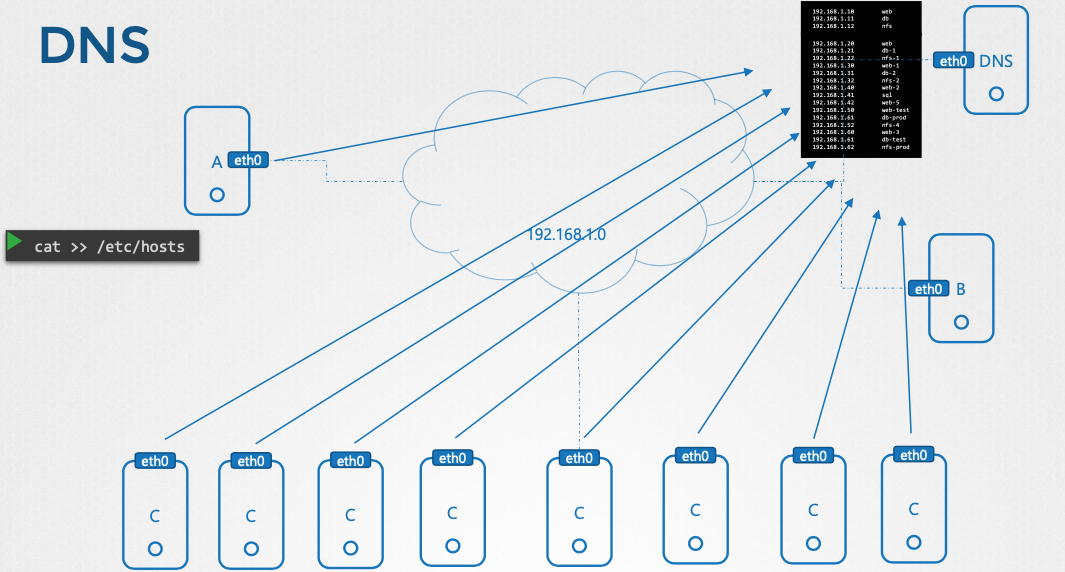 DNS
192.168.1.10 web
192.168.1.11 db
192.168.1.12 nfs
192.168.1.20 web
192.168.1.21 db-1
192.168.1.22 nfs-1
192.168.1.30 web-1
192.168.1.31 db-2
192.168.1.32 nfs-2
192.168.1.40 web-2
192.168.1.41 sql
192.168.1.42 web-5
192.168.1.50 web-test
192.168.1.61 db-prod
192.168.1.52 nfs-4
192.168.1.60 web-3
192.168.1.61 db-test
192.168.1.62 nfs-prod
eth0 DNS
A eth0
cat >> /etc/hosts
192.168.1.0
eth0 B
eth0 eth0 eth0 eth0 eth0 eth0 eth0 eth0
C C C C C C C C